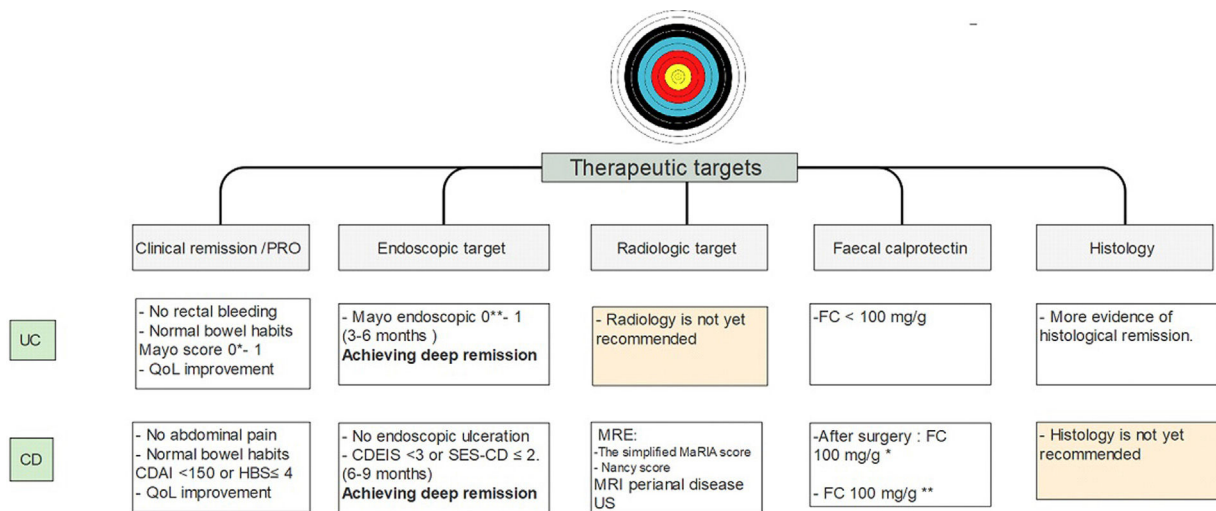 Therapeutic targets
Clinical remission /PRO
Endoscopic target
Radiologic target
Faecal calprotectin
Histology
UC
- No rectal bleeding
- Normal bowel habits
Mayo score 0*- 1
- QoL improvement
- Mayo endoscopic 0**- 1
(3-6 months )
Achieving deep remission
- Radiology is not yet
recommended
-FC < 100 mg/g
- More evidence of
histological remission.
CD
- No abdominal pain
- Normal bowel habits
CDAI <150 or HBS≤ 4
- QoL improvement
- No endoscopic ulceration
- CDEIS <3 or SES-CD ≤ 2.
(6-9 months)
Achieving deep remission
MRE:
-The simplified MaRIA score
- Nancy score
MRI perianal disease
US
-After surgery : FC
100 mg/g *
- FC 100 mg/g **
- Histology is not yet
recommended